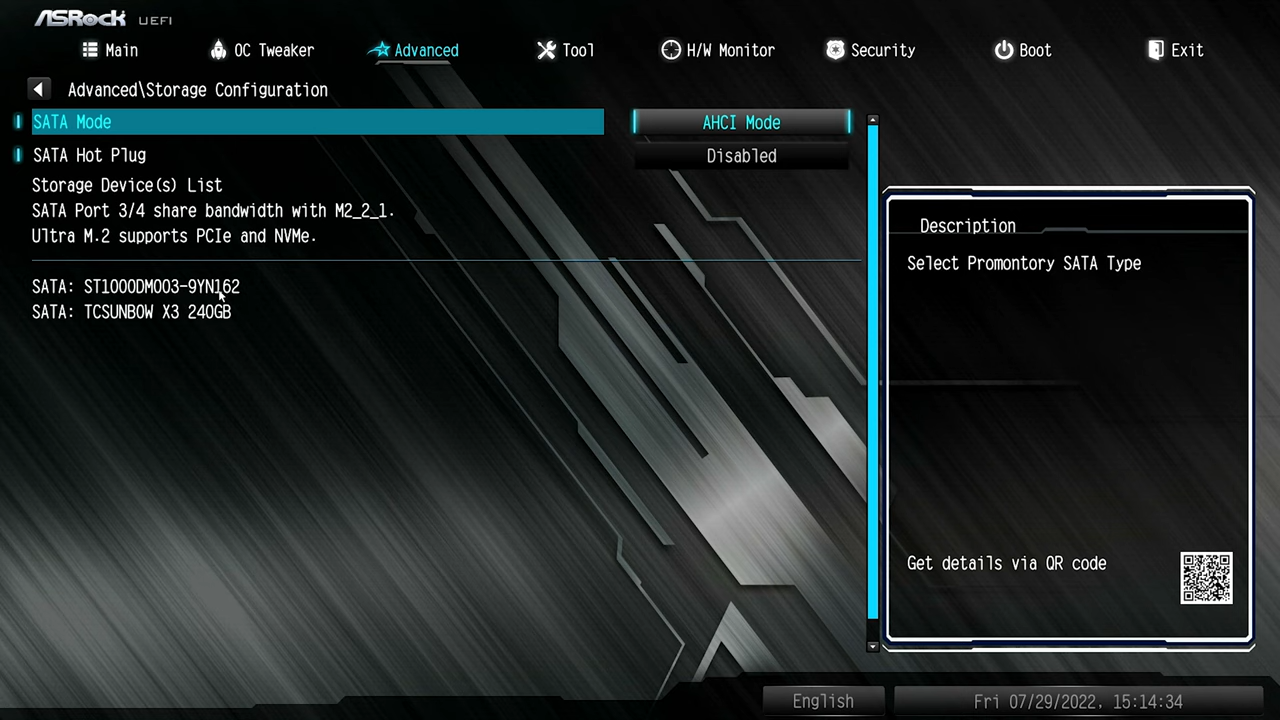 ASRock UEFI
Main OC Tweaker Advanced Tool H/W Monitor Security Boot Exit
Advanced\Storage Configuration
SATA Mode AHCI Mode
SATA Hot Plug Disabled
Storage Device(s) List
SATA Port 3/4 share bandwidth with M2_2_1.
Ultra M.2 supports PCIe and NVMe.
SATA: ST1000DM003-9YN162
SATA: TCSUNBOW X3 240GB
Description
Select Promontory SATA Type
Get details via QR code
English Fri 07/29/2022, 15:14:34